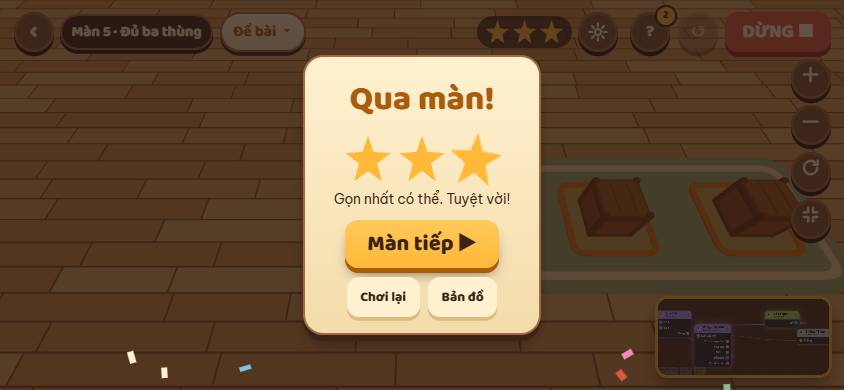 Màn 5 • Đủ ba thùng
Đề bài
2
?
DỪNG
Qua màn!
Gọn nhất có thể. Tuyệt vời!
Màn tiếp ▶
Chơi lại
Bản đồ